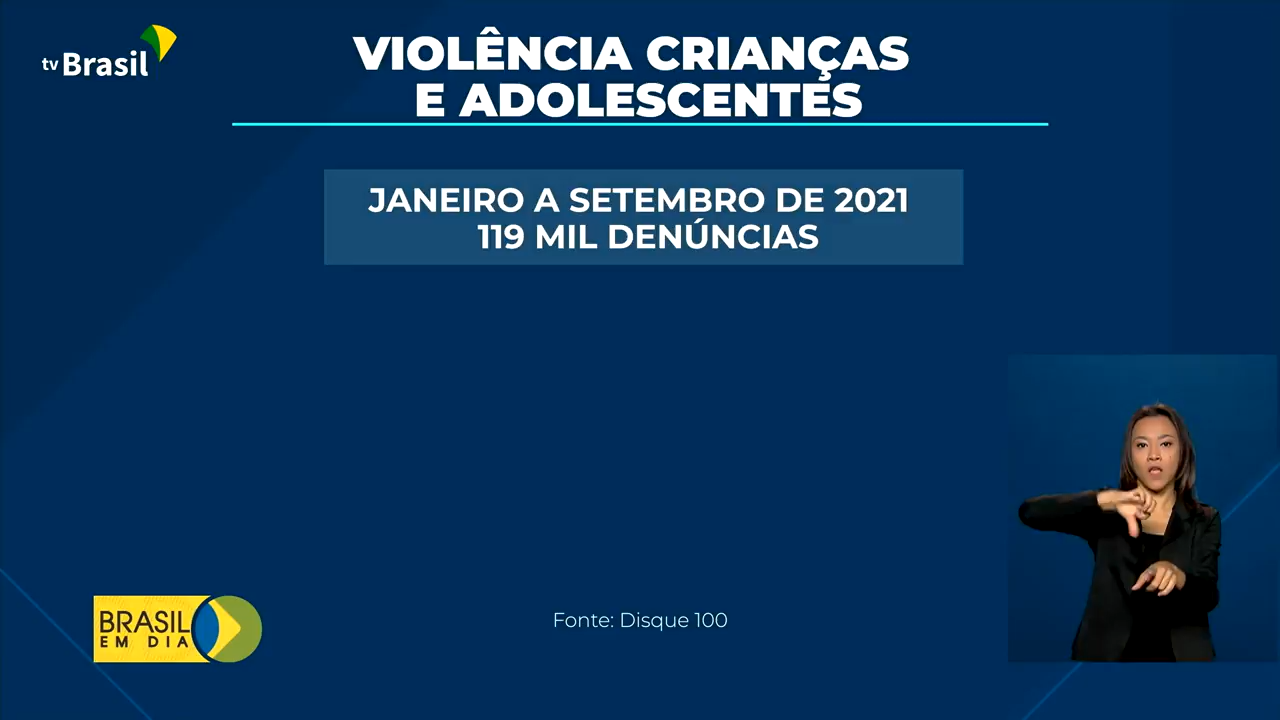 tv Brasil
VIOLÊNCIA CRIANÇAS
E ADOLESCENTES
JANEIRO A SETEMBRO DE 2021
119 MIL DENÚNCIAS
BRASIL
EM DIA
Fonte: Disque 100